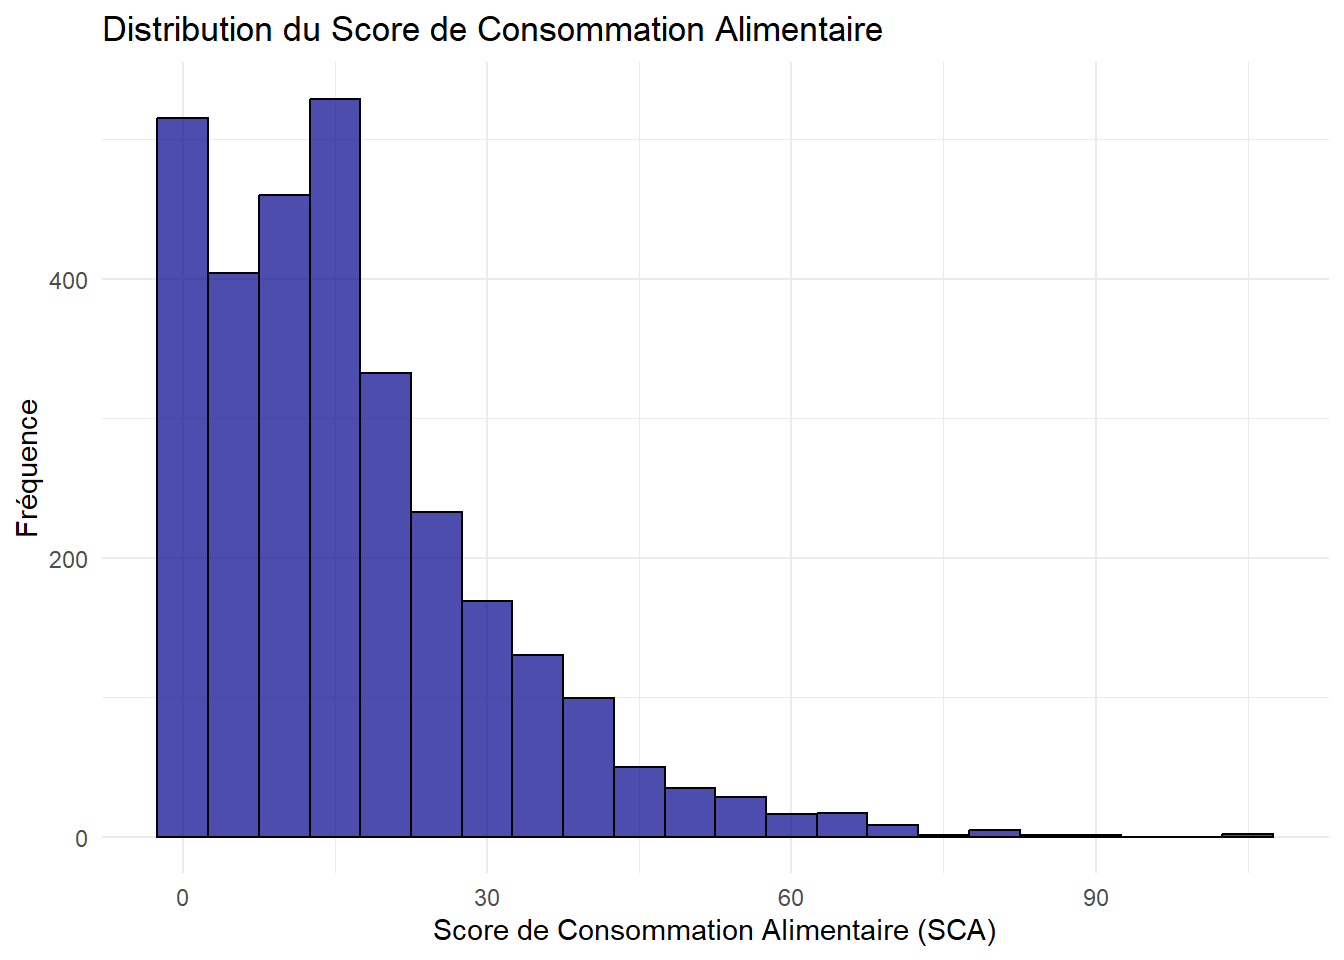 Distribution du Score de Consommation Alimentaire
Fréquence
400
200
0
0 30 60 90
Score de Consommation Alimentaire (SCA)